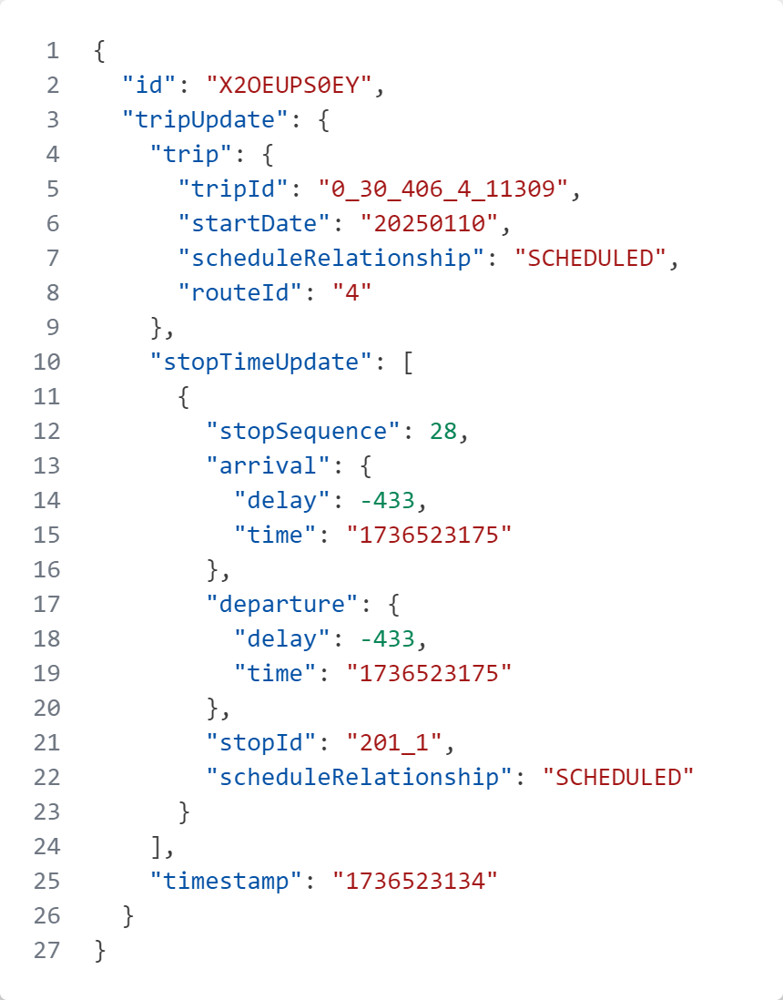 1 {
2   "id": "X2OEUPS0EY",
3   "tripUpdate": {
4     "trip": {
5       "tripId": "0_30_406_4_11309",
6       "startDate": "20250110",
7       "scheduleRelationship": "SCHEDULED",
8       "routeId": "4"
9     },
10     "stopTimeUpdate": [
11       {
12         "stopSequence": 28,
13         "arrival": {
14           "delay": -433,
15           "time": "1736523175"
16         },
17         "departure": {
18           "delay": -433,
19           "time": "1736523175"
20         },
21         "stopId": "201_1",
22         "scheduleRelationship": "SCHEDULED"
23       }
24     ],
25     "timestamp": "1736523134"
26   }
27 }